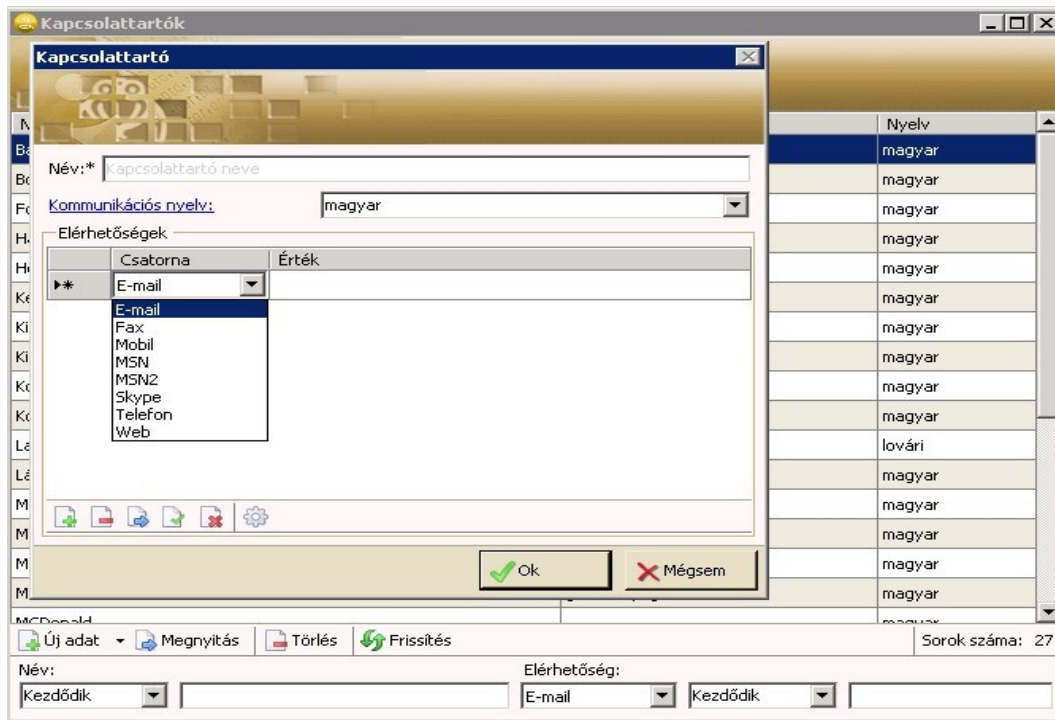 Kapcsolattartók
Kapcsolattartó
Név:* Kapcsolattartó neve
Kommunikációs nyelv: magyar
Elérhetőségek
Csatorna Érték
E-mail
E-mail
Fax
Mobil
MSN
MSN2
Skype
Telefon
Web
Ok Mégsem
Nyelv
magyar
magyar
magyar
magyar
magyar
magyar
magyar
magyar
magyar
magyar
lovári
magyar
magyar
magyar
magyar
magyar
MCDonald magyar
Új adat Megnyitás Törlés Frissítés Sorok száma: 27
Név: Elérhetőség:
Kezdődik E-mail Kezdődik